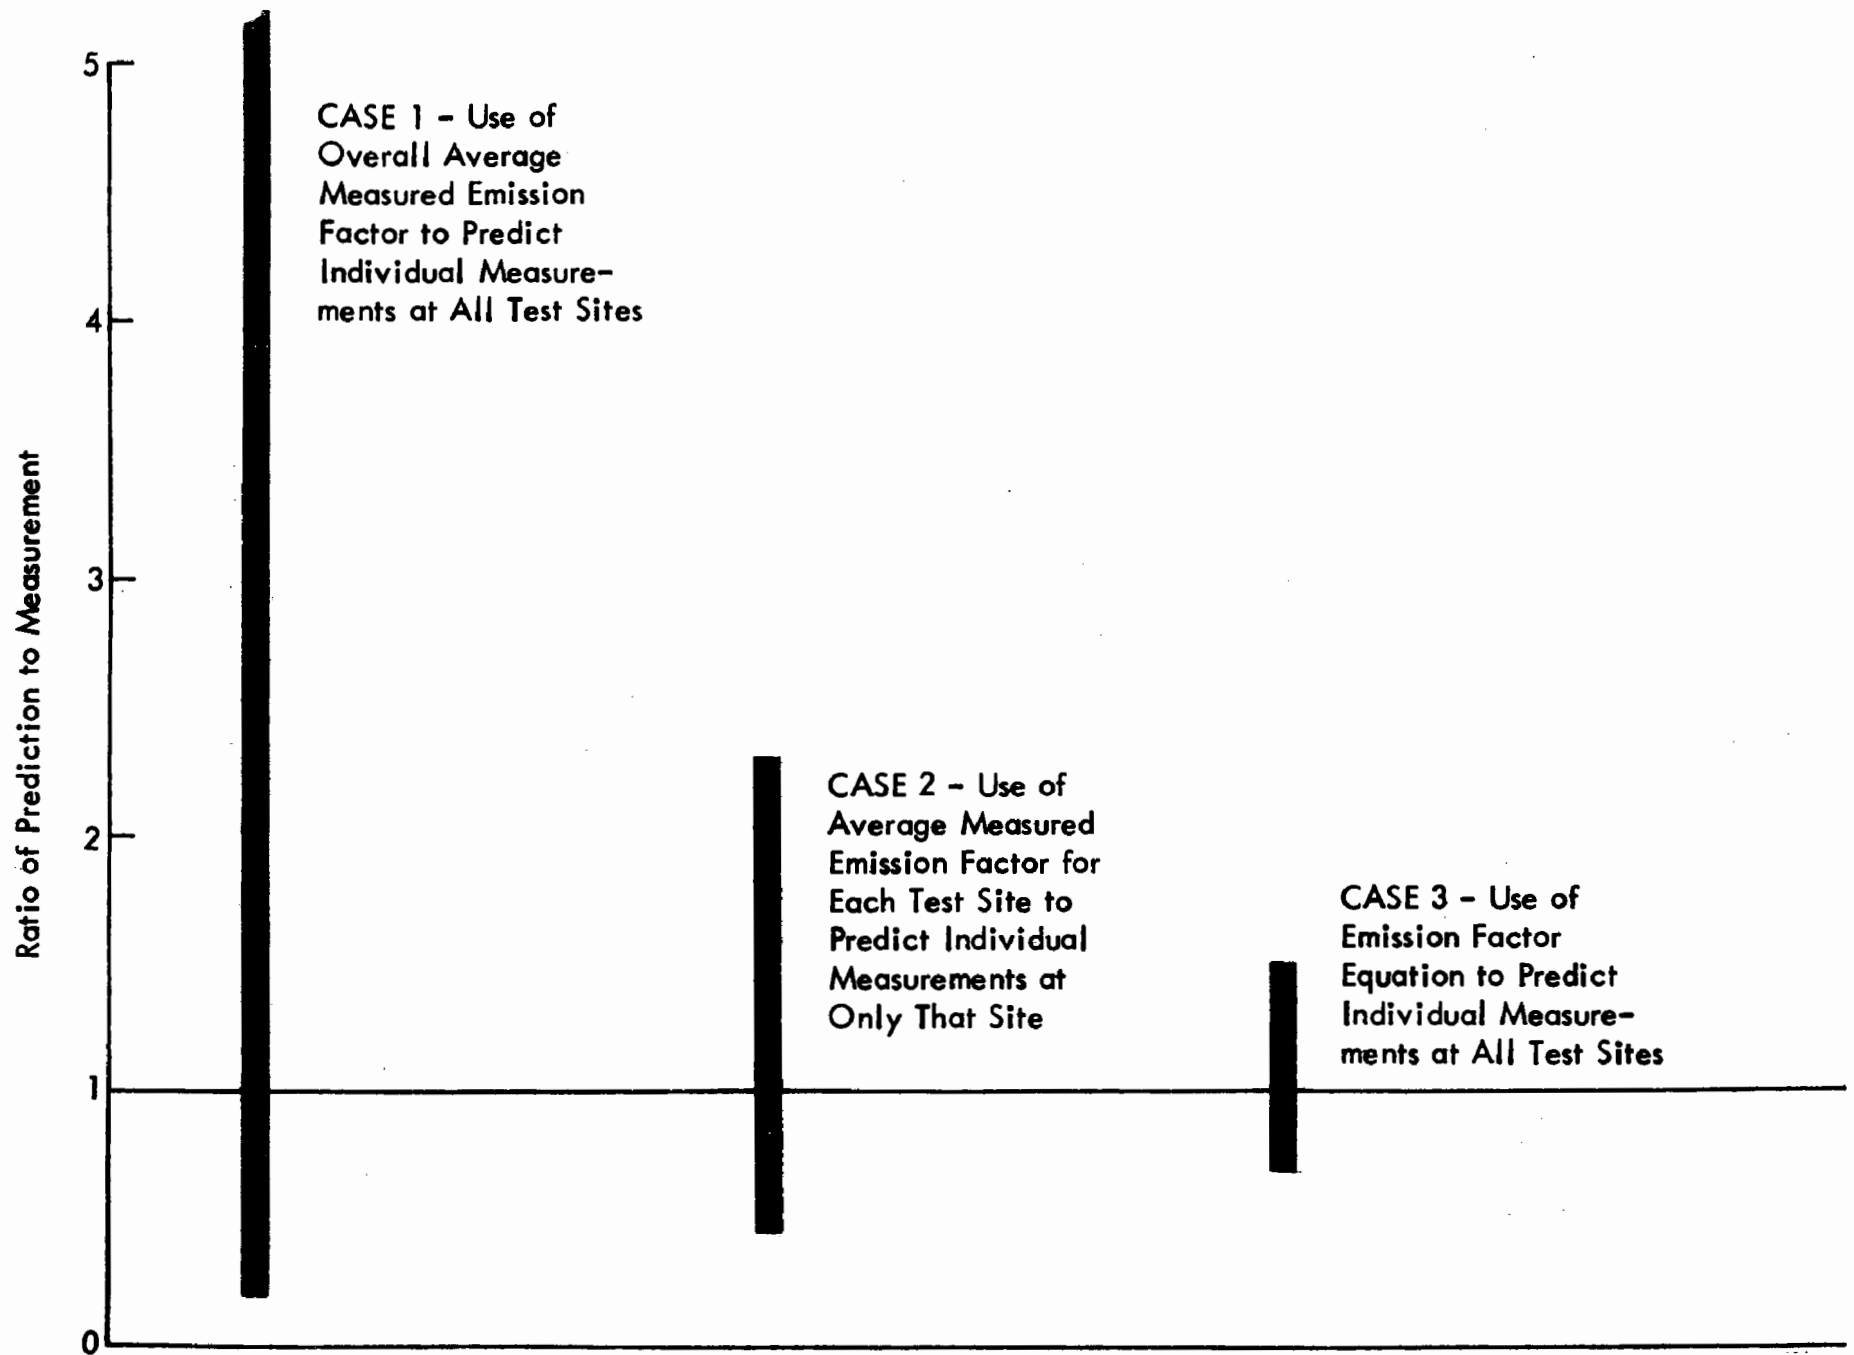 5
CASE 1 - Use of
Overall Average
Measured Emission
Factor to Predict
Individual Measure-
ments at All Test Sites
4
3
Ratio of Prediction to Measurement
2
CASE 2 - Use of
Average Measured
Emission Factor for
Each Test Site to
Predict Individual
Measurements at
Only That Site
CASE 3 - Use of
Emission Factor
Equation to Predict
Individual Measure-
ments at All Test Sites
1
0